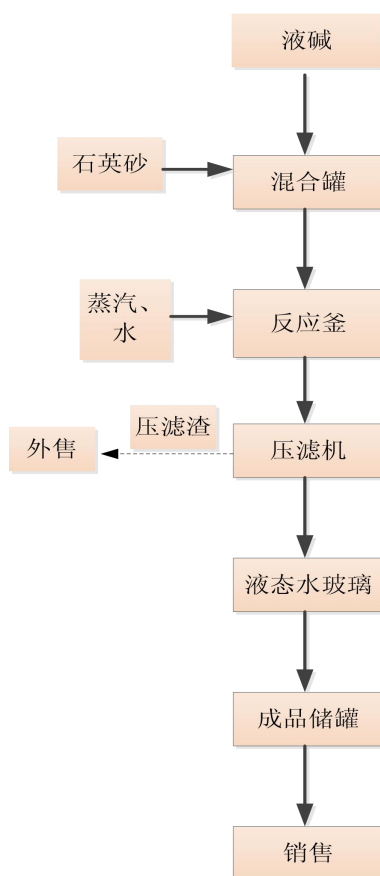 液碱
石英砂
混合罐
蒸汽、
水
反应釜
压滤渣
外售
压滤机
液态水玻璃
成品储罐
销售